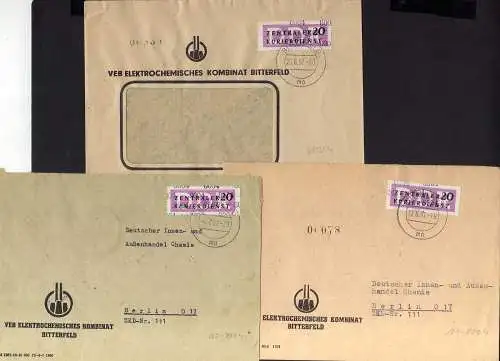 ZENTRALER 20
KURIERDIENST
VEB ELEKTROCHEMISCHES KOMBINAT BITTERFELD
ZENTRALER 20
KURIERDIENST
Deutscher Innen- und
Außenhandel Chemie
Berlin O 17
ZKD-Nr. 111
VEB ELEKTROCHEMISCHES KOMBINAT
BITTERFELD
ZENTRALER 20
KURIERDIENST
Deutscher Innen- und Außen-
handel Chemie
Berlin O 17
ZKD-Nr. 111
ELEKTROCHEMISCHES KOMBINAT
BITTERFELD